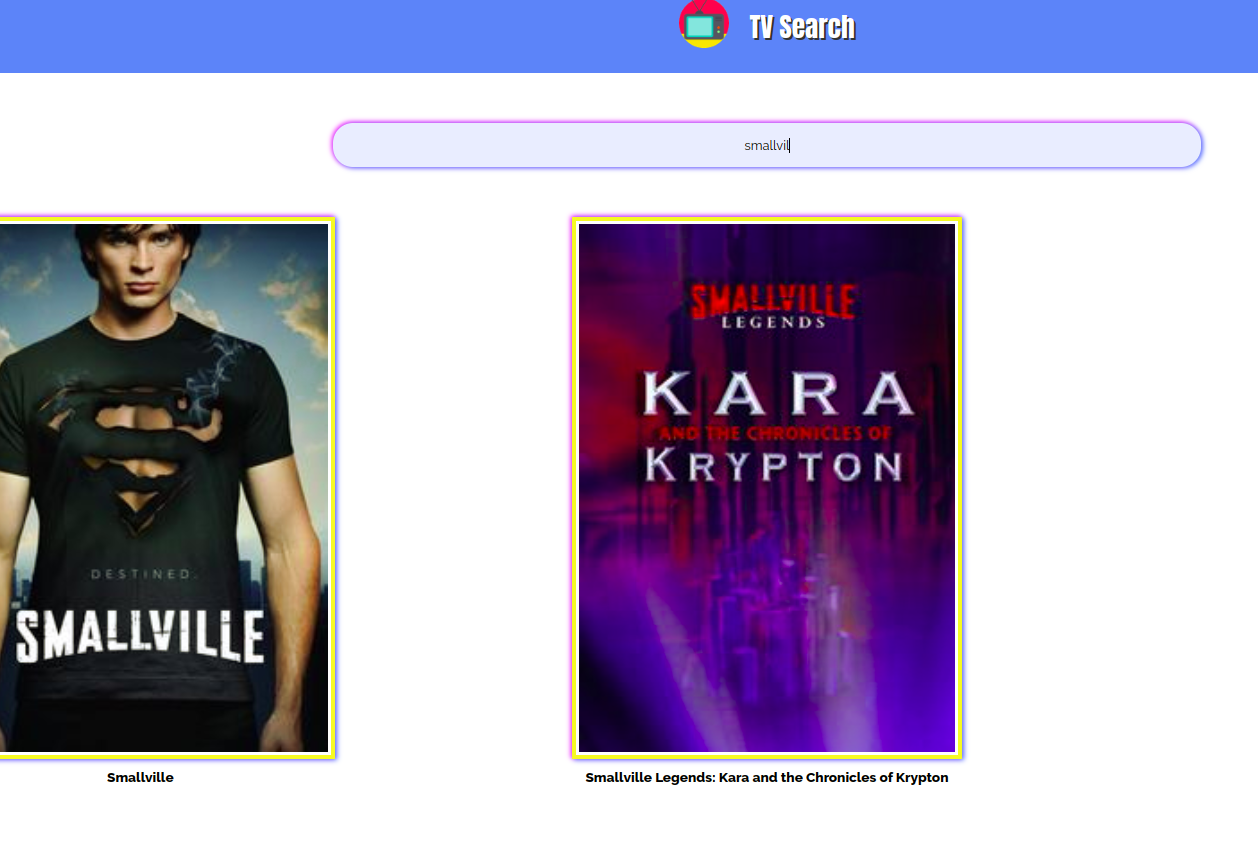 TV Search
smallvil
SMALLVILLE
LEGENDS
KARA
AND THE CHRONICLES OF
KRYPTON
DESTINED.
SMALLVILLE
Smallville
Smallville Legends: Kara and the Chronicles of Krypton